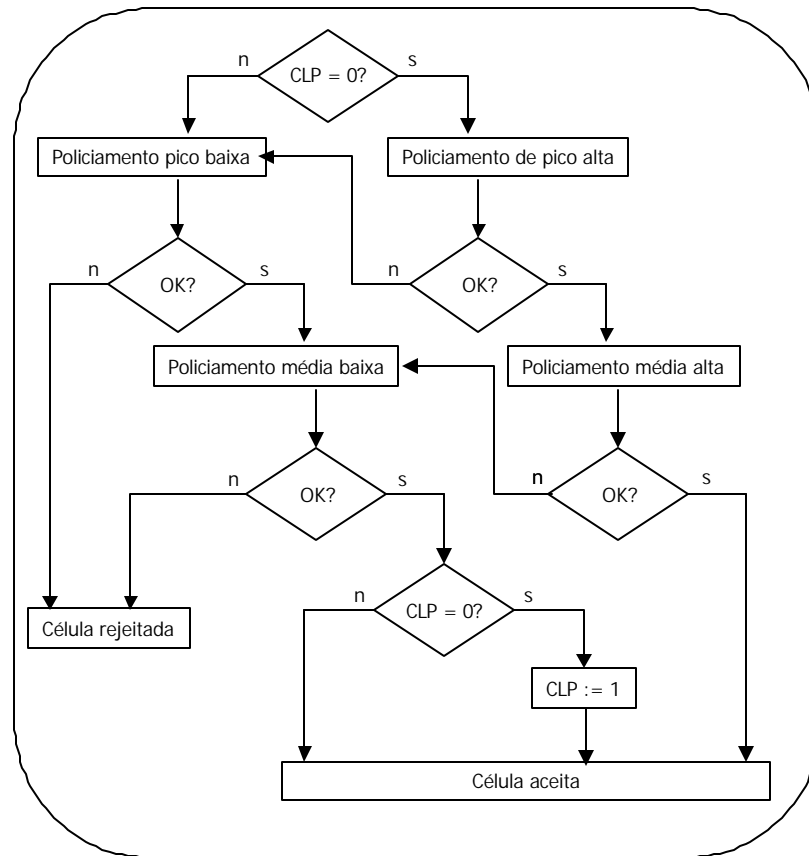 n
CLP = 0?
s
Policiamento pico baixa
Policiamento de pico alta
n
OK?
s
n
OK?
s
Policiamento média baixa
Policiamento média alta
n
OK?
s
n
OK?
s
n
CLP = 0?
s
Célula rejeitada
CLP := 1
Célula aceita